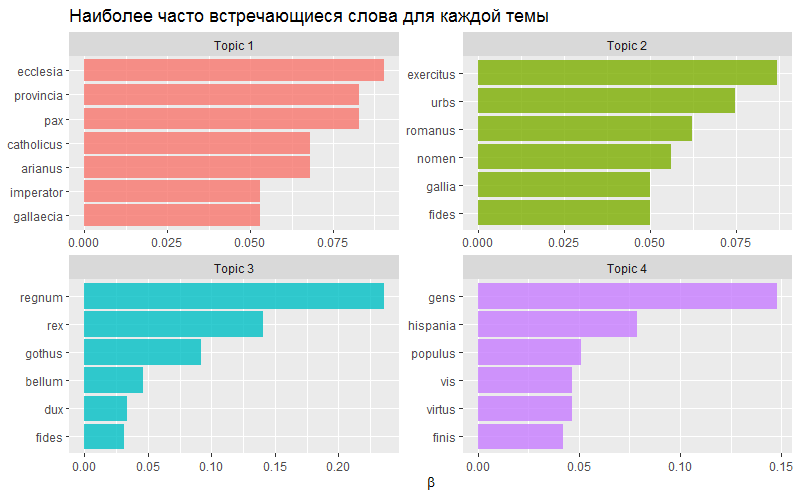 Наиболее часто встречающиеся слова для каждой темы
Topic 1
ecclesia
provincia
pax
catholicus
arianus
imperator
gallaecia
0.000 0.025 0.050 0.075
Topic 2
exercitus
urbs
romanus
nomen
gallia
fides
0.000 0.025 0.050 0.075
Topic 3
regnum
rex
gothus
bellum
dux
fides
0.00 0.05 0.10 0.15 0.20
Topic 4
gens
hispania
populus
vis
virtus
finis
0.00 0.05 0.10 0.15
β